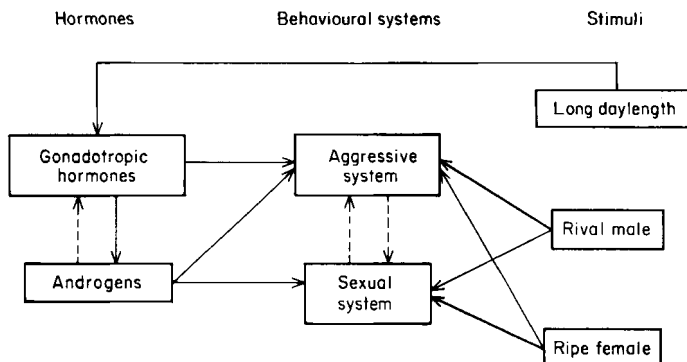 Hormones
Behavioural systems
Stimuli
Long daylength
Gonadotropic
hormones
Aggressive
system
Rival male
Androgens
Sexual
system
Ripe female